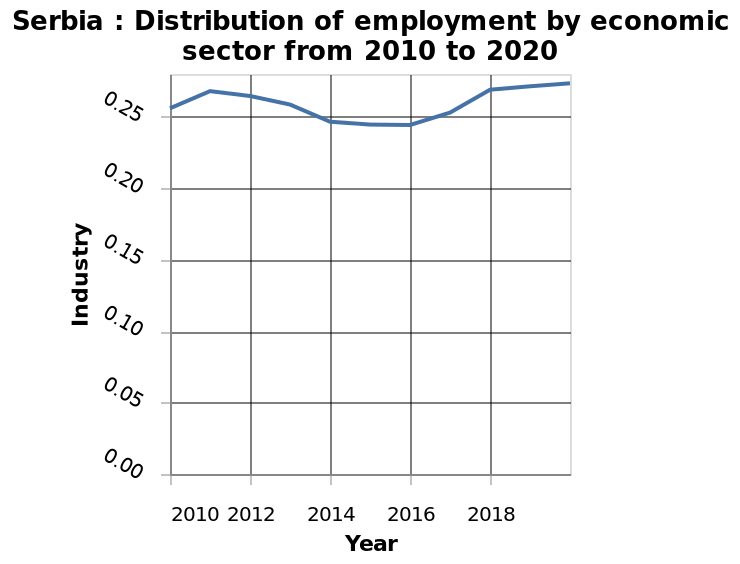 Serbia : Distribution of employment by economic
sector from 2010 to 2020
0.25
0.20
0.15
0.10
0.05
0.00
Industry
2010 2012 2014 2016 2018
Year